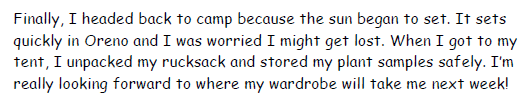 Finally, I headed back to camp because the sun began to set. It sets
quickly in Oreno and I was worried I might get lost. When I got to my
tent, I unpacked my rucksack and stored my plant samples safely. I'm
really looking forward to where my wardrobe will take me next week!